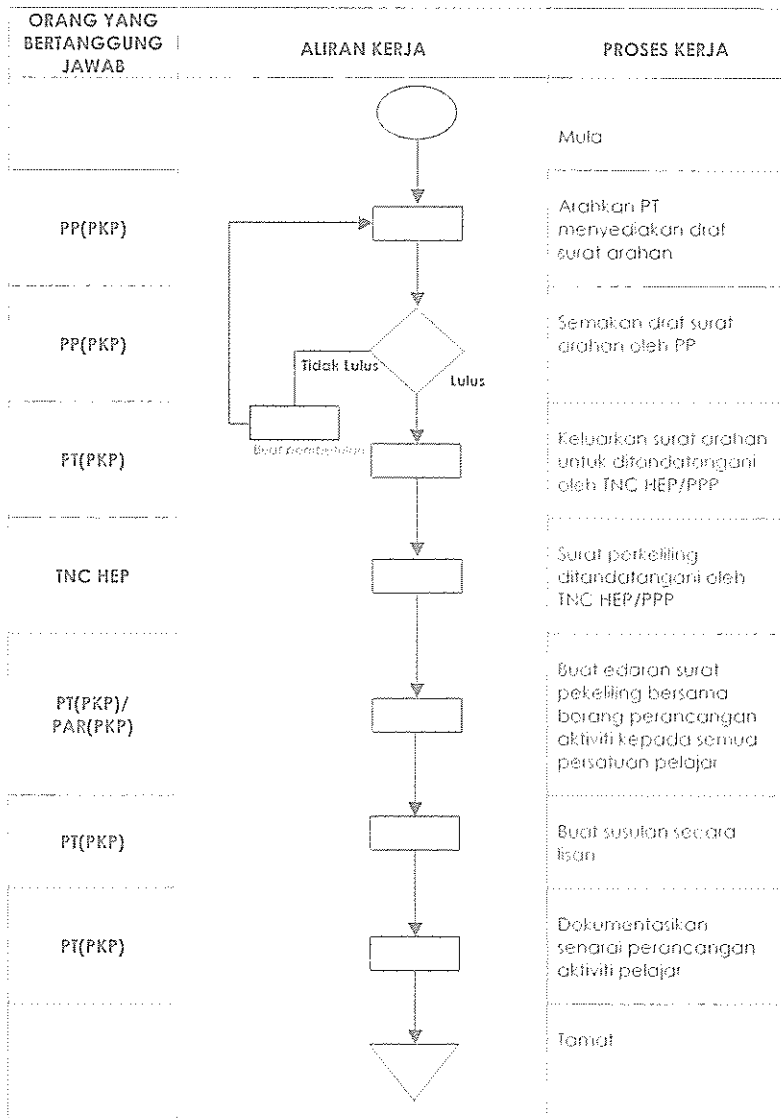 ORANG YANG
BERTANGGUNG
JAWAB
ALIRAN KERJA
PROSES KERJA
Mula
PP(PKP)
Arahkan PT
menyediakan draf
surat arahan
PP(PKP)
Semakan draf surat
arahan oleh PP
Tidak Lulus
Lulus
Buat pembetulan
PT(PKP)
Keluarkan surat arahan
untuk ditandatangani
oleh TNC HEP/PPP
TNC HEP
Surat perkeliling
ditandatangani oleh
TNC HEP/PPP
PT(PKP)/
PAR(PKP)
Buat edaran surat
pekeliling bersama
borang perancangan
aktiviti kepada semua
persatuan pelajar
PT(PKP)
Buat susulan secara
lisan
PT(PKP)
Dokumentasikan
senarai perancangan
aktiviti pelajar
Tamat